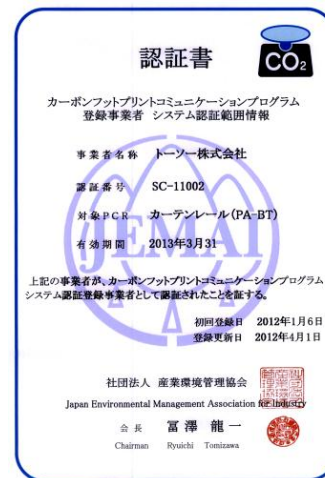 認証書
CO2
カーボンフットプリントコミュニケーションプログラム
登録事業者 システム認証範囲情報
事業者名称 トーソー株式会社
認証番号 SC-11002
対象PCR カーテンレール(PA-BT)
有効期間 2013年3月31
JEMAI
上記の事業者が、カーボンフットプリントコミュニケーションプログラム
システム認証登録事業者として認証されたことを証する。
初回登録日 2012年1月6日
登録更新日 2012年4月1日
社団法人 産業環境管理協会
Japan Environmental Management Association for Industry
会長 冨澤龍一
Chairman Ryuichi Tomizawa